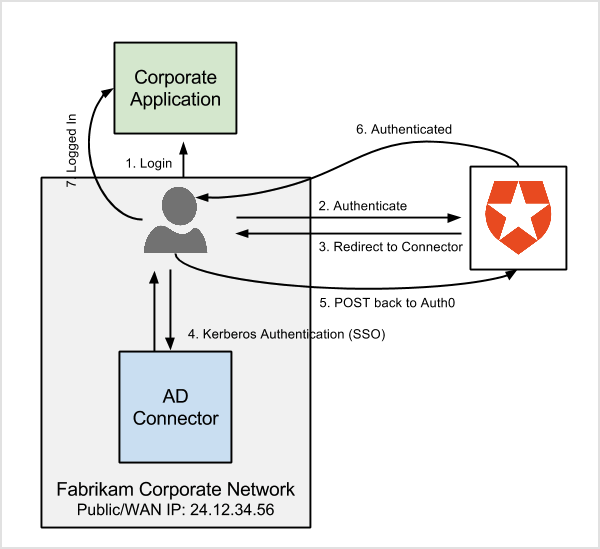 Corporate
Application
1. Login
7. Logged In
6. Authenticated
2. Authenticate
3. Redirect to Connector
5. POST back to Auth0
4. Kerberos Authentication (SSO)
AD
Connector
Fabrikam Corporate Network
Public/WAN IP: 24.12.34.56